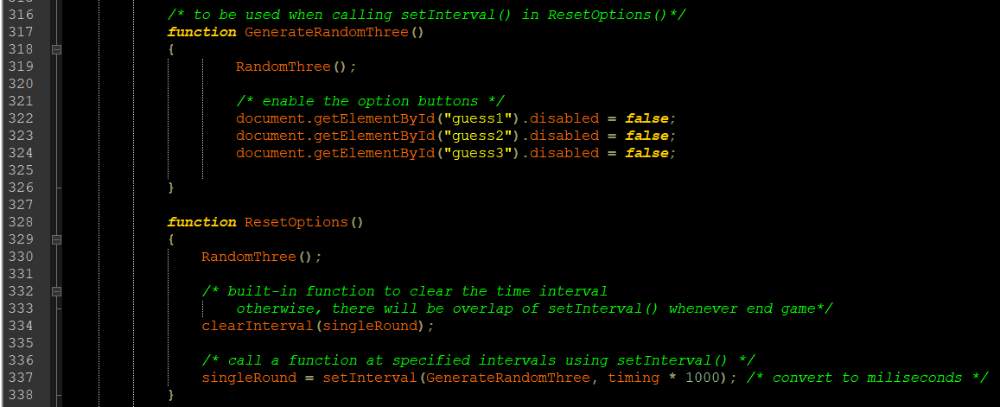 316 /* to be used when calling setInterval() in ResetOptions()*/
317 function GenerateRandomThree()
318 {
319 RandomThree();
320
321 /* enable the option buttons */
322 document.getElementById("guess1").disabled = false;
323 document.getElementById("guess2").disabled = false;
324 document.getElementById("guess3").disabled = false;
325
326 }
327
328 function ResetOptions()
329 {
330 RandomThree();
331
332 /* built-in function to clear the time interval
333 otherwise, there will be overlap of setInterval() whenever end game*/
334 clearInterval(singleRound);
335
336 /* call a function at specified intervals using setInterval() */
337 singleRound = setInterval(GenerateRandomThree, timing * 1000); /* convert to miliseconds */
338 }